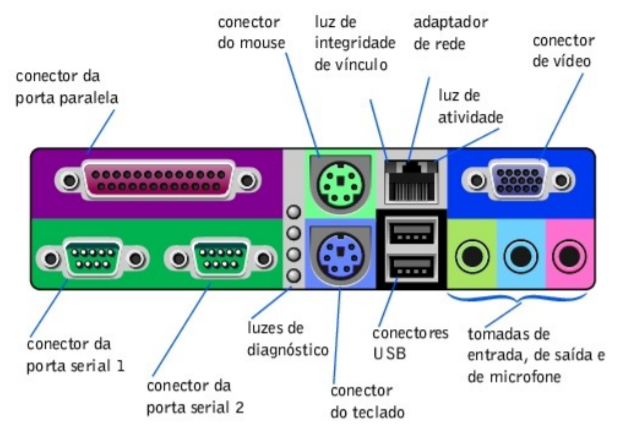 conector
do mouse
luz de
integridade
de vínculo
adaptador
de rede
conector
de vídeo
conector da
porta paralela
luz de
atividade
conector da
porta serial 1
conector da
porta serial 2
luzes de
diagnóstico
conector
do teclado
conectores
USB
tomadas de
entrada, de saída e
de microfone